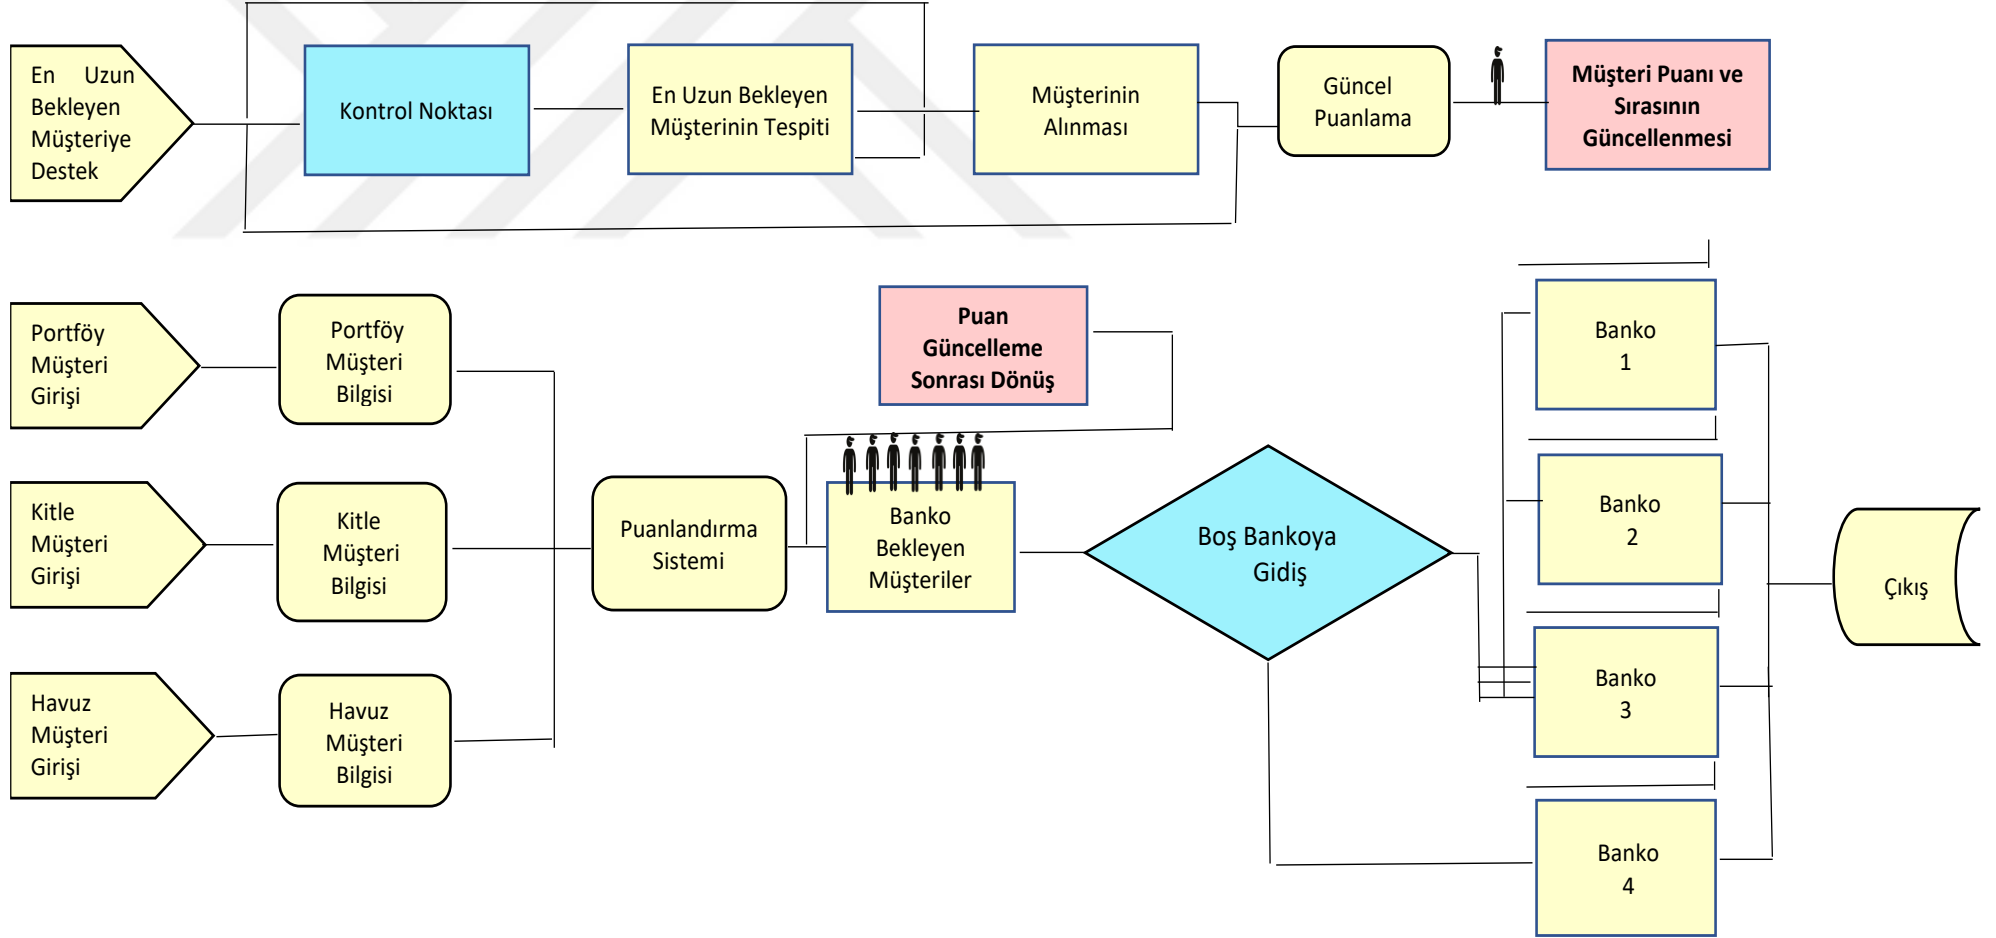 En Uzun
Bekleyen
Müşteriye
Destek
Kontrol Noktası
En Uzun Bekleyen
Müşterinin Tespiti
Müşterinin
Alınması
Güncel
Puanlama
Müşteri Puanı ve
Sırasının
Güncellenmesi
Portföy
Müşteri
Girişi
Portföy
Müşteri
Bilgisi
Puan
Güncelleme
Sonrası Dönüş
Banko
1
Kitle
Müşteri
Girişi
Kitle
Müşteri
Bilgisi
Puanlandırma
Sistemi
Banko
Bekleyen
Müşteriler
Boş Bankoya
Gidiş
Banko
2
Çıkış
Havuz
Müşteri
Girişi
Havuz
Müşteri
Bilgisi
Banko
3
Banko
4